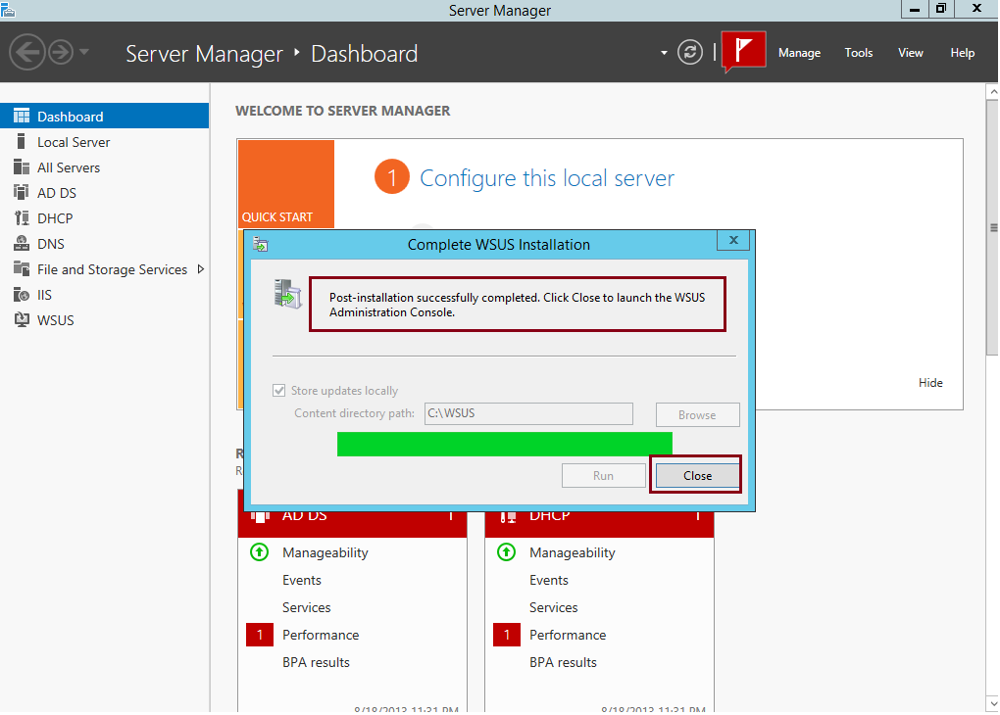 Server Manager
Server Manager ‣ Dashboard
Manage Tools View Help
Dashboard
Local Server
All Servers
AD DS
DHCP
DNS
File and Storage Services
IIS
WSUS
WELCOME TO SERVER MANAGER
1 Configure this local server
QUICK START
Complete WSUS Installation
Post-installation successfully completed. Click Close to launch the WSUS
Administration Console.
Store updates locally
Content directory path: C:\WSUS Browse
Run Close
Hide
AD DS 1
Manageability
Events
Services
1 Performance
BPA results
8/18/2013 11:31 PM
DHCP 1
Manageability
Events
Services
1 Performance
BPA results
8/18/2013 11:31 PM